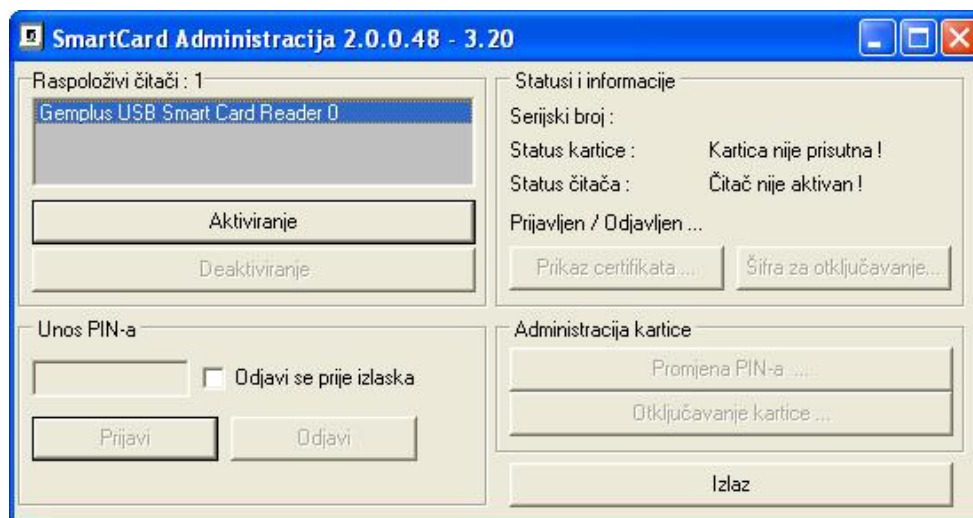 SmartCard Administracija 2.0.0.48 - 3.20
Raspoloživi čitači : 1
Gemplus USB Smart Card Reader 0
Aktiviranje
Deaktiviranje
Statusi i informacije
Serijski broj :
Status kartice : Kartica nije prisutna !
Status čitača : Čitač nije aktivan !
Prijavljen / Odjavljen ...
Prikaz certifikata ... Šifra za otključavanje...
Unos PIN-a
Odjavi se prije izlaska
Prijavi Odjavi
Administracija kartice
Promjena PIN-a ....
Otključavanje kartice ...
Izlaz